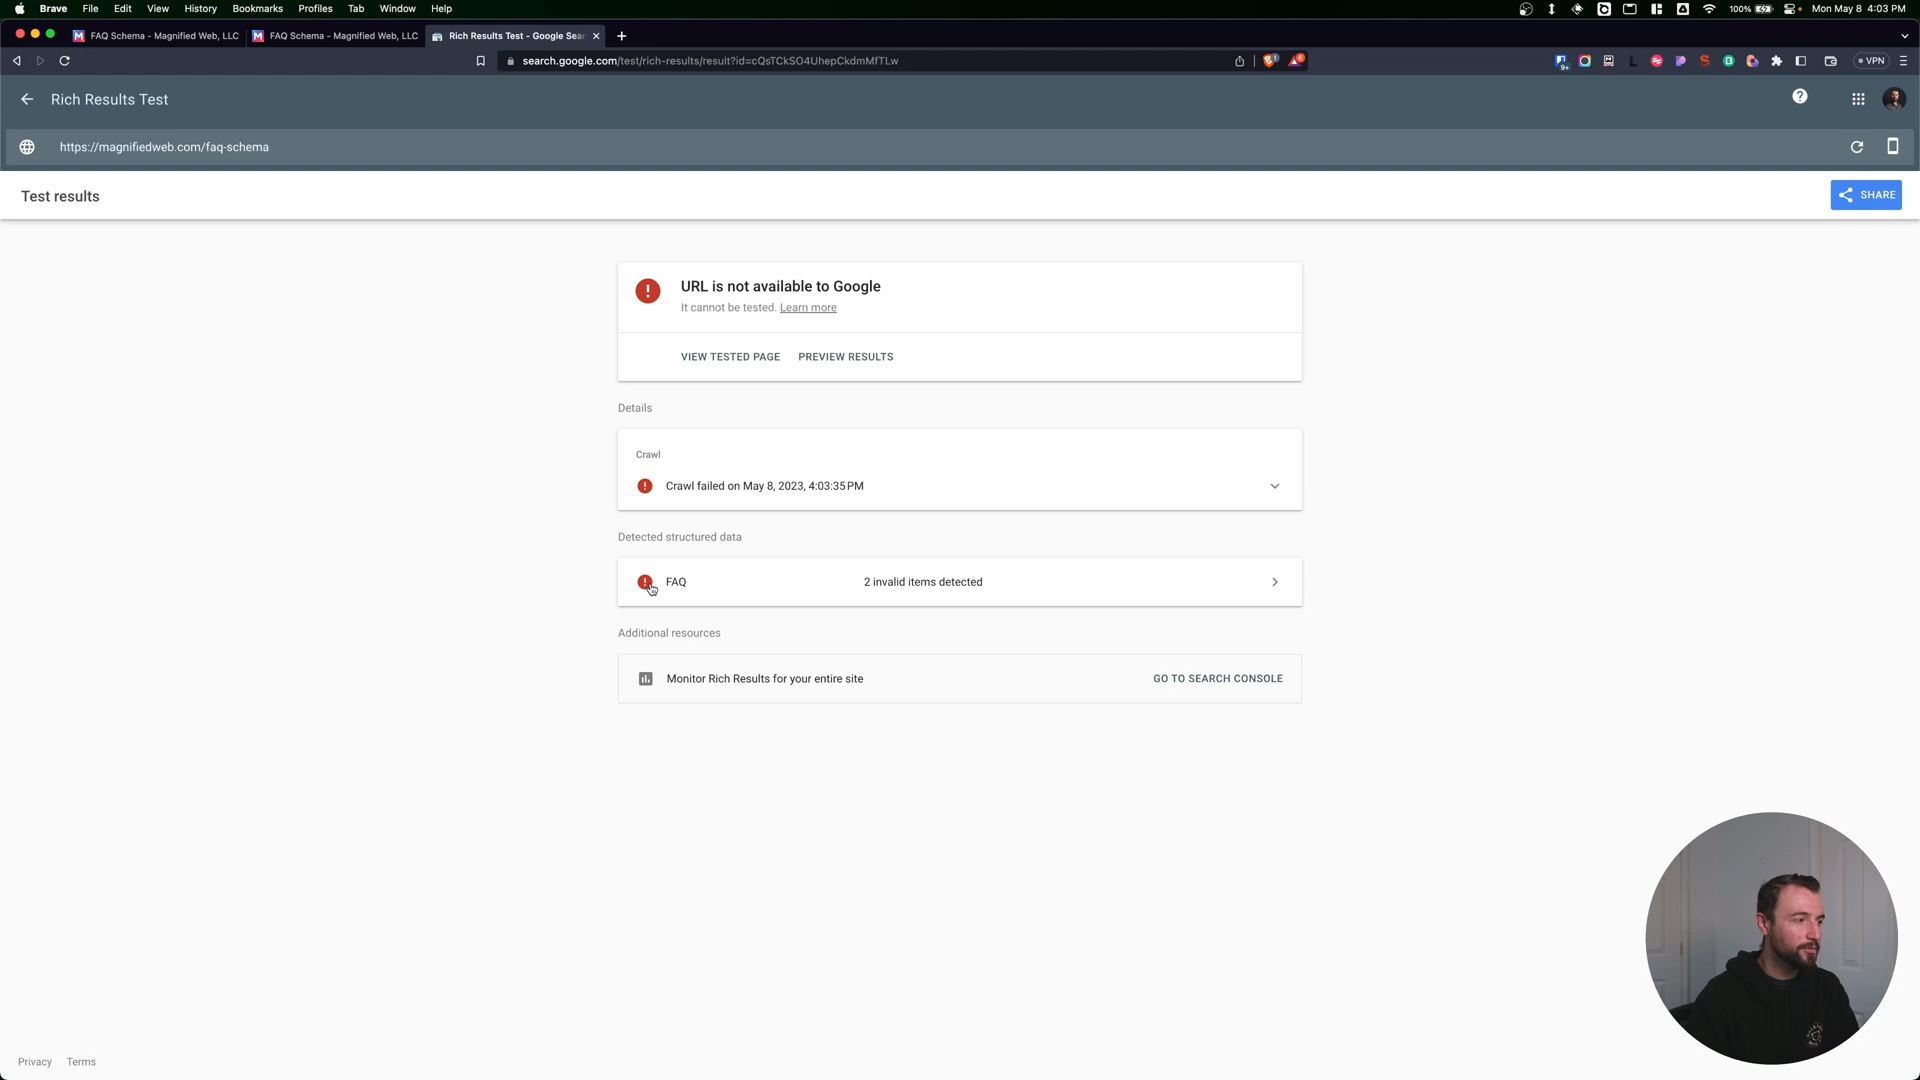 Brave File Edit View History Bookmarks Profiles Tab Window Help 100% Mon May 8 4:03 PM
FAQ Schema - Magnified Web, LLC FAQ Schema - Magnified Web, LLC Rich Results Test - Google Sear
search.google.com/test/rich-results/result?id=cQsTCkSO4UhepCkdmMfTLw VPN
Rich Results Test
https://magnifiedweb.com/faq-schema
Test results SHARE
URL is not available to Google
It cannot be tested. Learn more
VIEW TESTED PAGE PREVIEW RESULTS
Details
Crawl
Crawl failed on May 8, 2023, 4:03:35 PM
Detected structured data
FAQ 2 invalid items detected
Additional resources
Monitor Rich Results for your entire site GO TO SEARCH CONSOLE
Privacy Terms